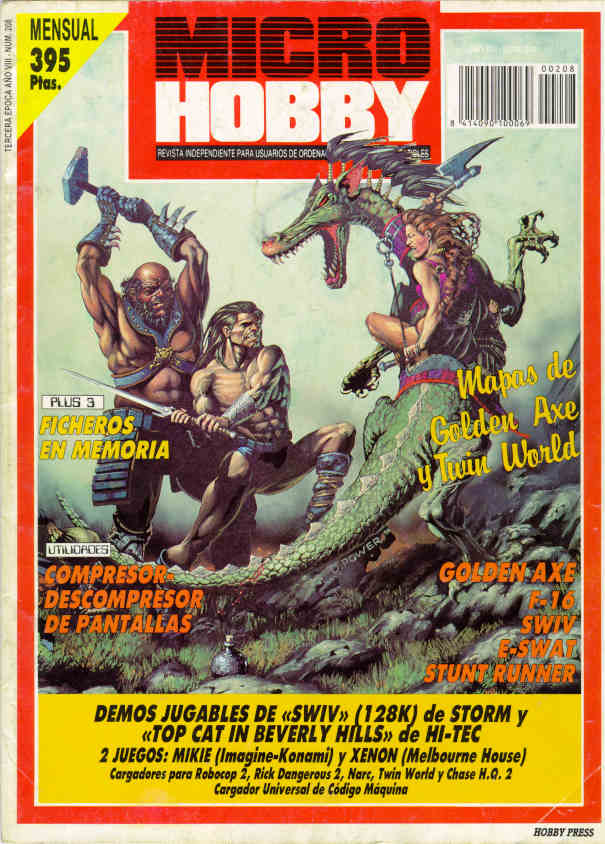 TERCERA EPOCA AÑO VIII - NUM. 208
MENSUAL
395
Ptas.
MICRO
HOBBY
REVISTA INDEPENDIENTE PARA USUARIOS DE ORDENA
00208
8 414090 100069
Mapas de
Golden Axe
y Twin World
PLUS 3
FICHEROS
EN MEMORIA
UTILIDADES
COMPRESOR-
DESCOMPRESOR
DE PANTALLAS
POWER
GOLDEN AXE
F-16
SWIV
E-SWAT
STUNT RUNNER
DEMOS JUGABLES DE «SWIV» (128K) de STORM y
«TOP CAT IN BEVERLY HILLS» de HI-TEC
2 JUEGOS: MIKIE (Imagine-Konami) y XENON (Melbourne House)
Cargadores para Robocop 2, Rick Dangerous 2, Narc, Twin World y Chase H.Q. 2
Cargador Universal de Código Máquina
HOBBY PRESS